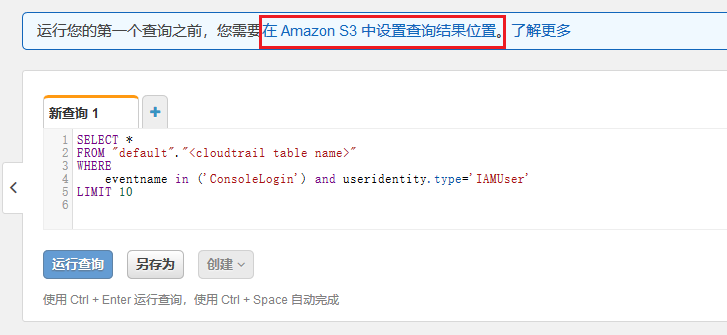 运行您的第一个查询之前，您需要在 Amazon S3 中设置查询结果位置。了解更多
新查询 1
1 SELECT *
2 FROM "default"."<cloudtrail table name>"
3 WHERE
4 eventname in ('ConsoleLogin') and useridentity.type='IAMUser'
5 LIMIT 10
6
运行查询 另存为 创建
使用 Ctrl + Enter 运行查询，使用 Ctrl + Space 自动完成